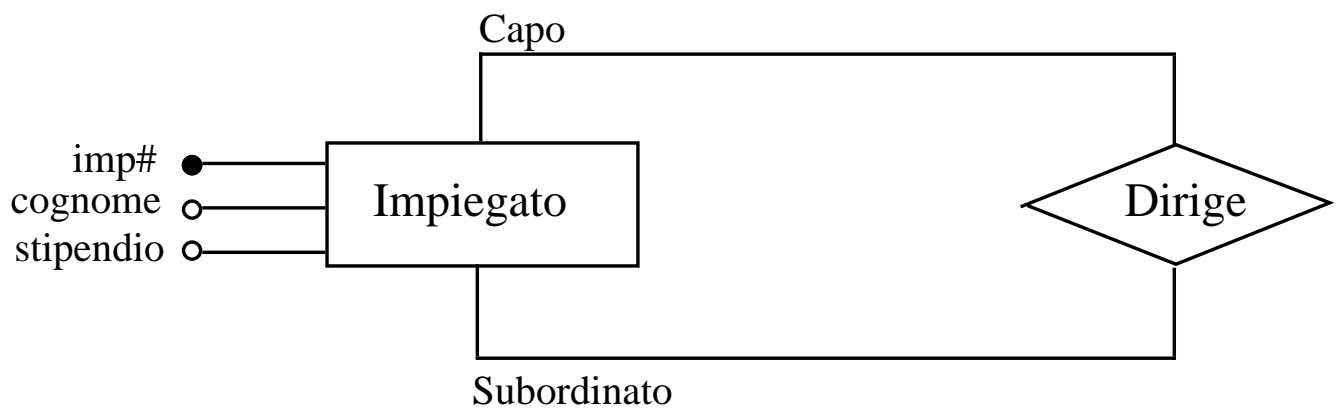 Capo
imp#
cognome
stipendio
Impiegato
Dirige
Subordinato